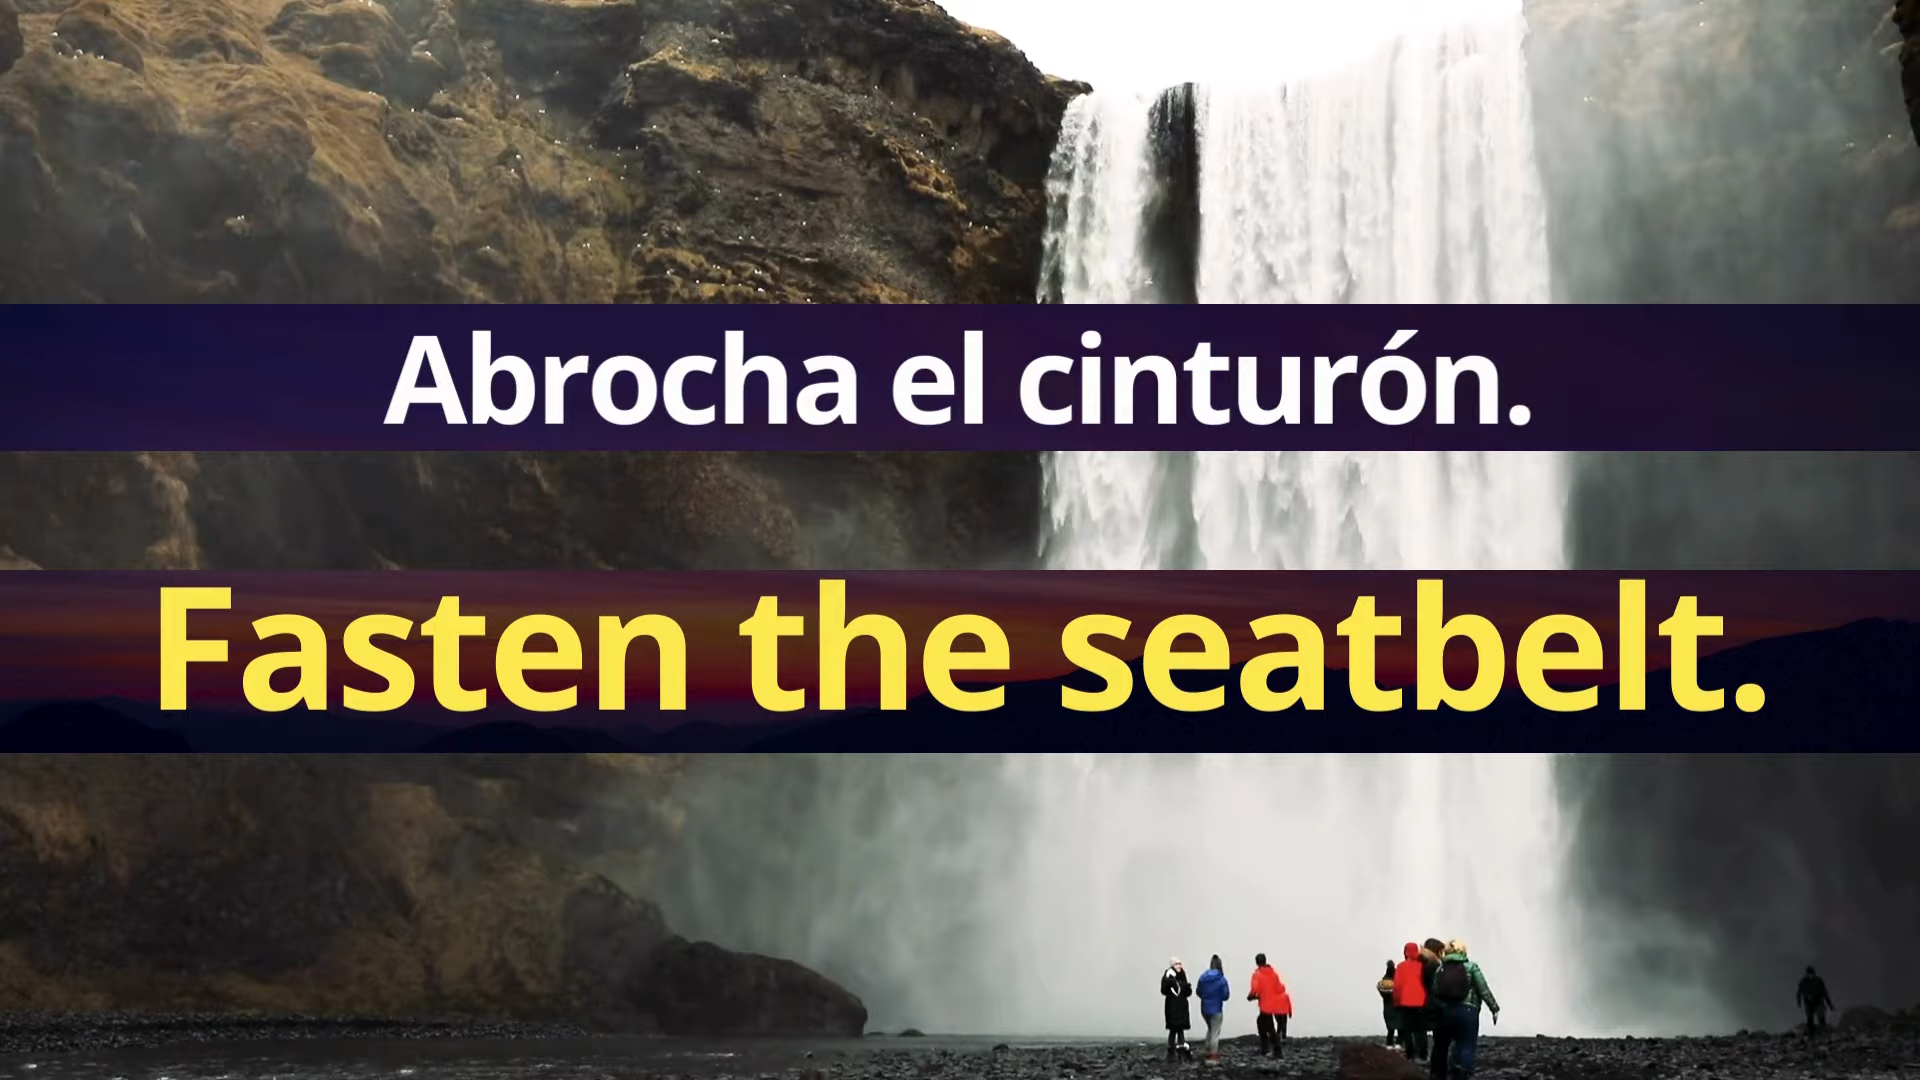 Abrocha el cinturón.
Fasten the seatbelt.